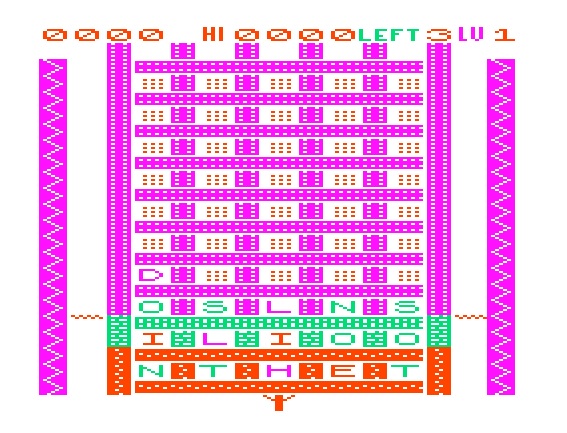 0000 HI 0000 LEFT 3 LV 1
D
O S L N S
I L I O O
N T H E T